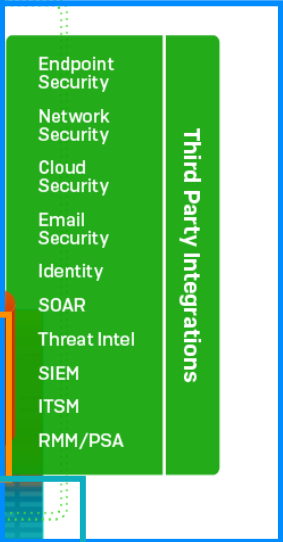 Endpoint
Security
Network
Security
Cloud
Security
Email
Security
Identity
SOAR
Threat Intel
SIEM
ITSM
RMM/PSA
Third Party Integrations